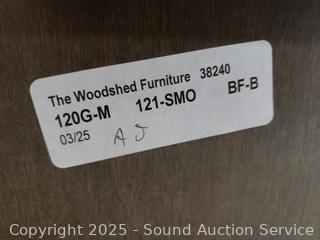 The Woodshed Furniture 38240
120G-M 121-SMO BF-B
03/25 A J
Copyright © 2025 - Sound Auction Service